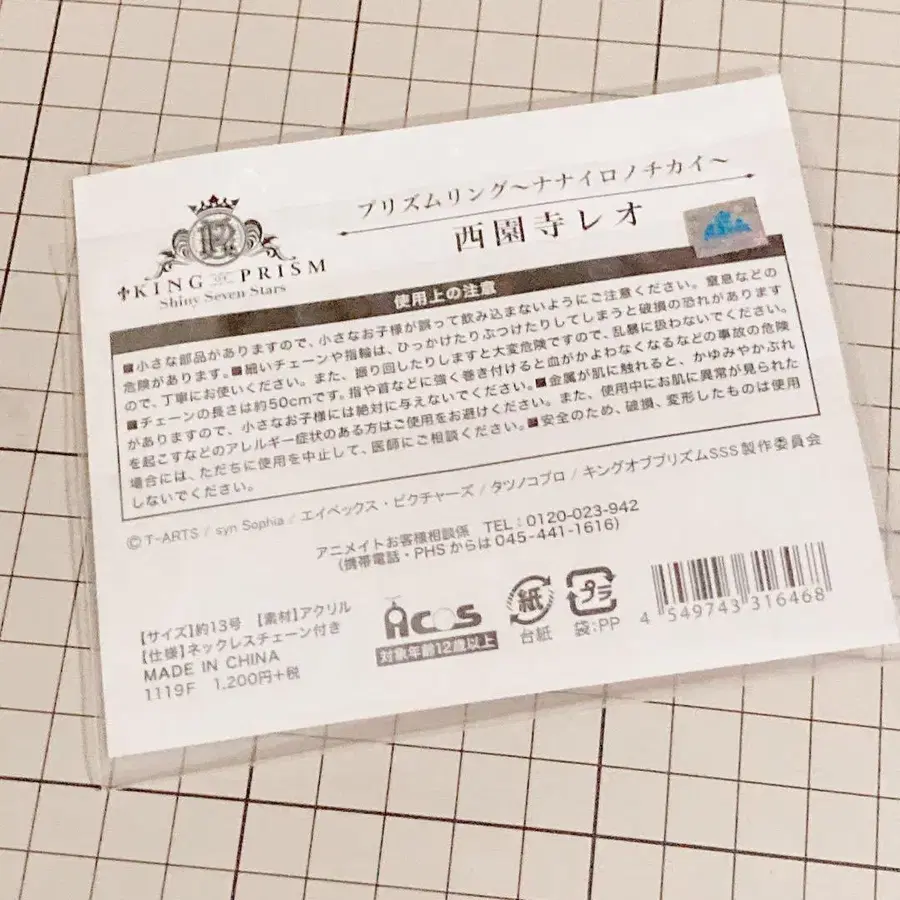 プリズムリング〜ナナイロノチカイ〜
西園寺レオ
KING OF PRISM
Shiny Seven Stars
使用上の注意
■小さな部品がありますので、小さなお子様が誤って飲み込まないようにご注意ください。窒息などの
危険があります。■細いチェーンや指輪は、ひっかけたりぶつけたりしてしまうと破損の恐れがあります
ので、丁寧にお使いください。また、振り回したりしますと大変危険ですので、乱暴に扱わないでください。
■チェーンの長さは約50cmです。指や首などに強く巻き付けると血がかよわなくなるなどの事故の危険
がありますので、小さなお子様には絶対に与えないでください。■金属が肌に触れると、かゆみやかぶれ
を起こすなどのアレルギー症状のある方はご使用をお避けください。また、使用中にお肌に異常が見られた
場合には、ただちに使用を中止して、医師にご相談ください。■安全のため、破損、変形したものは使用
しないでください。
©T-ARTS / syn Sophia / エイベックス・ピクチャーズ / タツノコプロ / キングオブプリズムSSS製作委員会
アニメイトお客様相談係 TEL:0120-023-942
(携帯電話・PHSからは045-441-1616)
【サイズ】約13号 【素材】アクリル
【仕様】ネックレスチェーン付き
MADE IN CHINA
1119F 1,200円+税
Acos
対象年齢12歳以上
紙
台紙
プラ
袋:PP
4 549743 316468